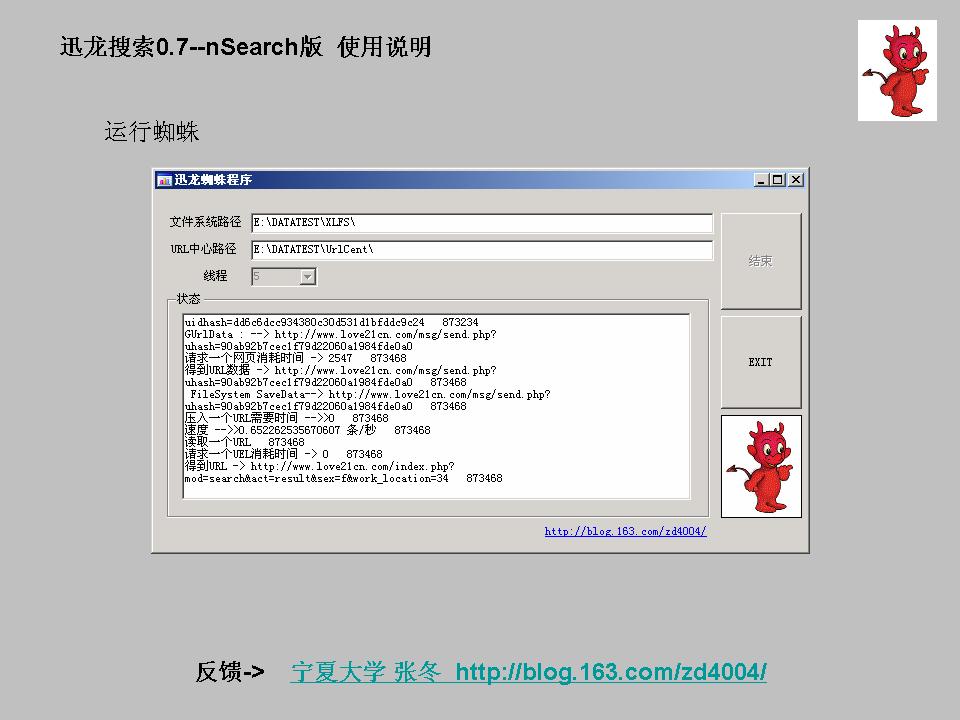 迅龙搜索0.7--nSearch版 使用说明
运行蜘蛛
迅龙蜘蛛程序
文件系统路径 E:\DATATEST\XLFS\
URL中心路径 E:\DATATEST\UrlCent\
线程 5
结束
状态
uidhash=dd6c6dcc934380c30d531d1bfddc9c24 873234
GUrlData : --> http://www.love21cn.com/msg/send.php?
uhash=90ab92b7cec1f79d22060a1984fde0a0
请求一个网页消耗时间 -> 2547 873468
得到URL数据 -> http://www.love21cn.com/msg/send.php?
uhash=90ab92b7cec1f79d22060a1984fde0a0 873468
FileSystem SaveData--> http://www.love21cn.com/msg/send.php?
uhash=90ab92b7cec1f79d22060a1984fde0a0 873468
压入一个URL需要时间 -->>0 873468
速度 -->>0.652262535670607 条/秒 873468
读取一个URL 873468
请求一个UEL消耗时间 -> 0 873468
得到URL -> http://www.love21cn.com/index.php?
mod=search&act=result&sex=f&work_location=34 873468
EXIT
http://blog.163.com/zd4004/
反馈-> 宁夏大学 张冬 http://blog.163.com/zd4004/